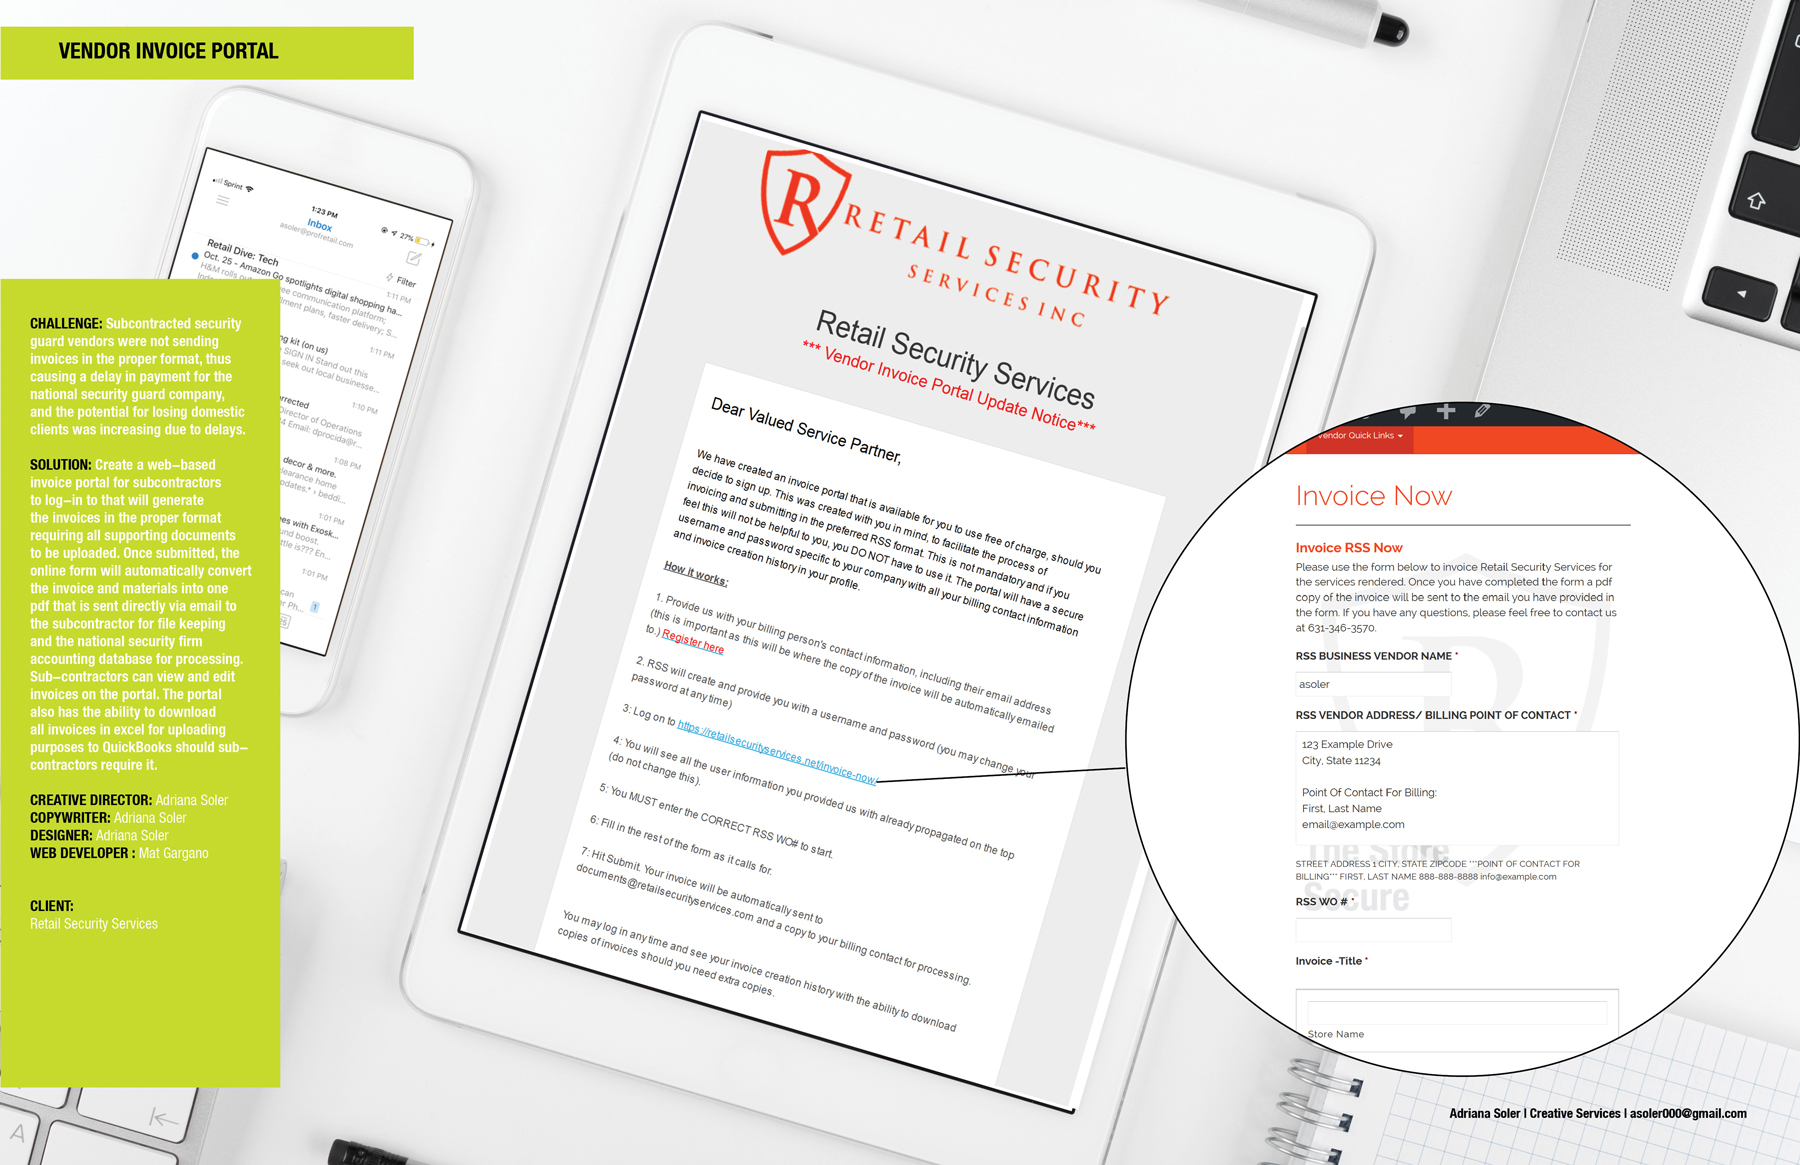 VENDOR INVOICE PORTAL
Sprint
1:23 PM
27%
Inbox
asoler@profretail.com
Filter
Retail Dive: Tech
1:11 PM
Oct. 25 - Amazon Go spotlights digital shopping ha...
H&M rolls
ee communication platform;
lment plans, faster delivery; S...
1:11 PM
ng kit (on us)
SIGN IN Stand out this
seek out local businesse...
1:10 PM
rrected
Director of Operations
4 Email: dprocida@r...
1:08 PM
decor & more.
learance home
pdates,* › beddi...
1:01 PM
es with Exosk...
und boost.
ttle is??? En...
1:01 PM
can
r Ph...
1
CHALLENGE: Subcontracted security
guard vendors were not sending
invoices in the proper format, thus
causing a delay in payment for the
national security guard company,
and the potential for losing domestic
clients was increasing due to delays.
SOLUTION: Create a web–based
invoice portal for subcontractors
to log–in to that will generate
the invoices in the proper format
requiring all supporting documents
to be uploaded. Once submitted, the
online form will automatically convert
the invoice and materials into one
pdf that is sent directly via email to
the subcontractor for file keeping
and the national security firm
accounting database for processing.
Sub–contractors can view and edit
invoices on the portal. The portal
also has the ability to download
all invoices in excel for uploading
purposes to QuickBooks should sub–
contractors require it.
CREATIVE DIRECTOR: Adriana Soler
COPYWRITER: Adriana Soler
DESIGNER: Adriana Soler
WEB DEVELOPER : Mat Gargano
CLIENT:
Retail Security Services
A
R
RETAIL SECURITY
SERVICES INC
Retail Security Services
*** Vendor Invoice Portal Update Notice***
Dear Valued Service Partner,
We have created an invoice portal that is available for you to use free of charge, should you
decide to sign up. This was created with you in mind, to facilitate the process of
invoicing and submitting in the preferred RSS format. This is not mandatory and if you
feel this will not be helpful to you, you DO NOT have to use it. The portal will have a secure
username and password specific to your company with all your billing contact information
and invoice creation history in your profile.
How it works:
1. Provide us with your billing person's contact information, including their email address
(this is important as this will be where the copy of the invoice will be automatically emailed
to.) Register here
2. RSS will create and provide you with a username and password (you may change your
password at any time)
3: Log on to https://retailsecurityservices.net/invoice-now/
4: You will see all the user information you provided us with already propagated on the top
(do not change this).
5: You MUST enter the CORRECT RSS WO# to start.
6: Fill in the rest of the form as it calls for.
7: Hit Submit. Your invoice will be automatically sent to
documents@retailsecurityservices.com and a copy to your billing contact for processing.
You may log in any time and see your invoice creation history with the ability to download
copies of invoices should you need extra copies.
Vendor Quick Links
Invoice Now
Invoice RSS Now
Please use the form below to invoice Retail Security Services for
the services rendered. Once you have completed the form a pdf
copy of the invoice will be sent to the email you have provided in
the form. If you have any questions, please feel free to contact us
at 631-346-3570.
RSS BUSINESS VENDOR NAME *
asoler
RSS VENDOR ADDRESS/ BILLING POINT OF CONTACT *
123 Example Drive
City, State 11234
Point Of Contact For Billing:
First, Last Name
email@example.com
The Store
STREET ADDRESS 1 CITY, STATE ZIPCODE ***POINT OF CONTACT FOR
BILLING*** FIRST, LAST NAME 888-888-8888 info@example.com
Secure
RSS WO # *
Invoice -Title *
Store Name
Adriana Soler | Creative Services | asoler000@gmail.com